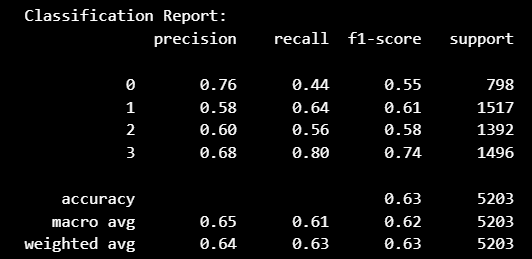 Classification Report:
precision recall f1-score support
0 0.76 0.44 0.55 798
1 0.58 0.64 0.61 1517
2 0.60 0.56 0.58 1392
3 0.68 0.80 0.74 1496
accuracy 0.63 5203
macro avg 0.65 0.61 0.62 5203
weighted avg 0.64 0.63 0.63 5203